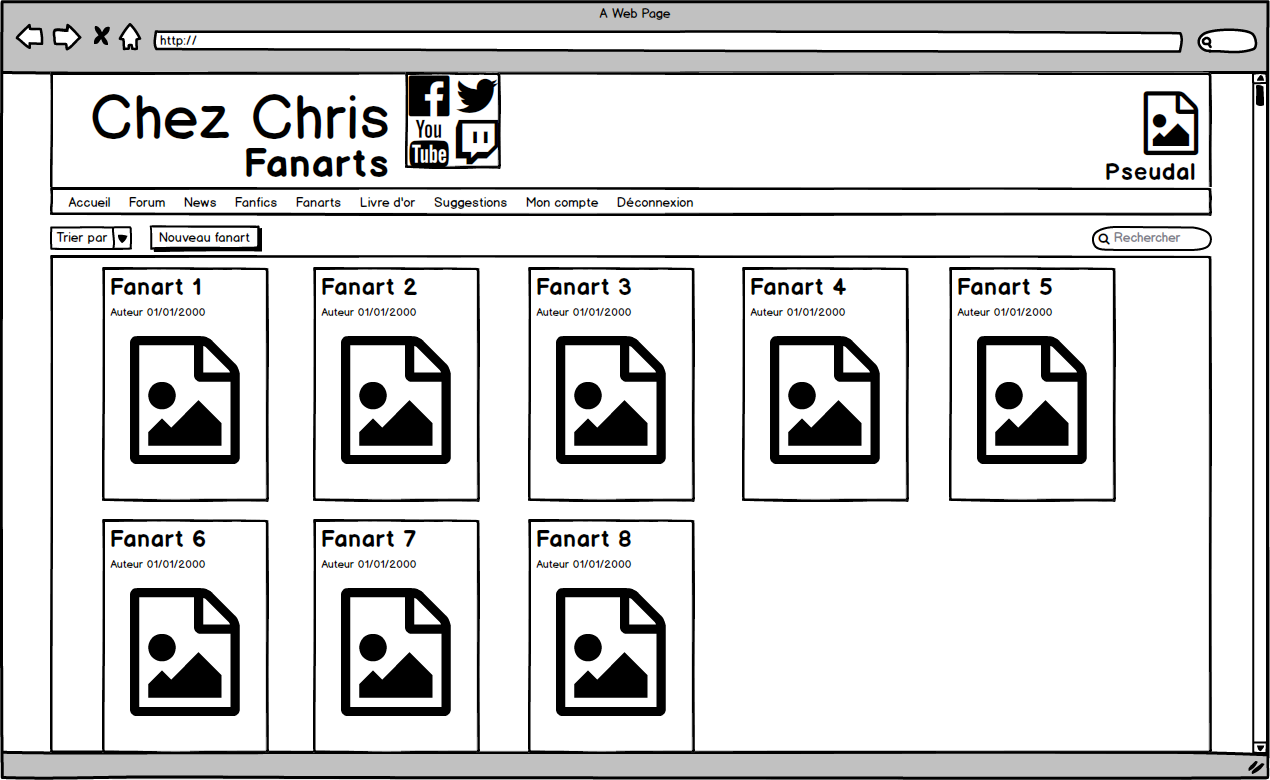 A Web Page
http://
Chez Chris
Fanarts
You
Tube
Pseudal
Accueil Forum News Fanfics Fanarts Livre d'or Suggestions Mon compte Déconnexion
Trier par Nouveau fanart Rechercher
Fanart 1 Fanart 2 Fanart 3 Fanart 4 Fanart 5
Auteur 01/01/2000 Auteur 01/01/2000 Auteur 01/01/2000 Auteur 01/01/2000 Auteur 01/01/2000
Fanart 6 Fanart 7 Fanart 8
Auteur 01/01/2000 Auteur 01/01/2000 Auteur 01/01/2000